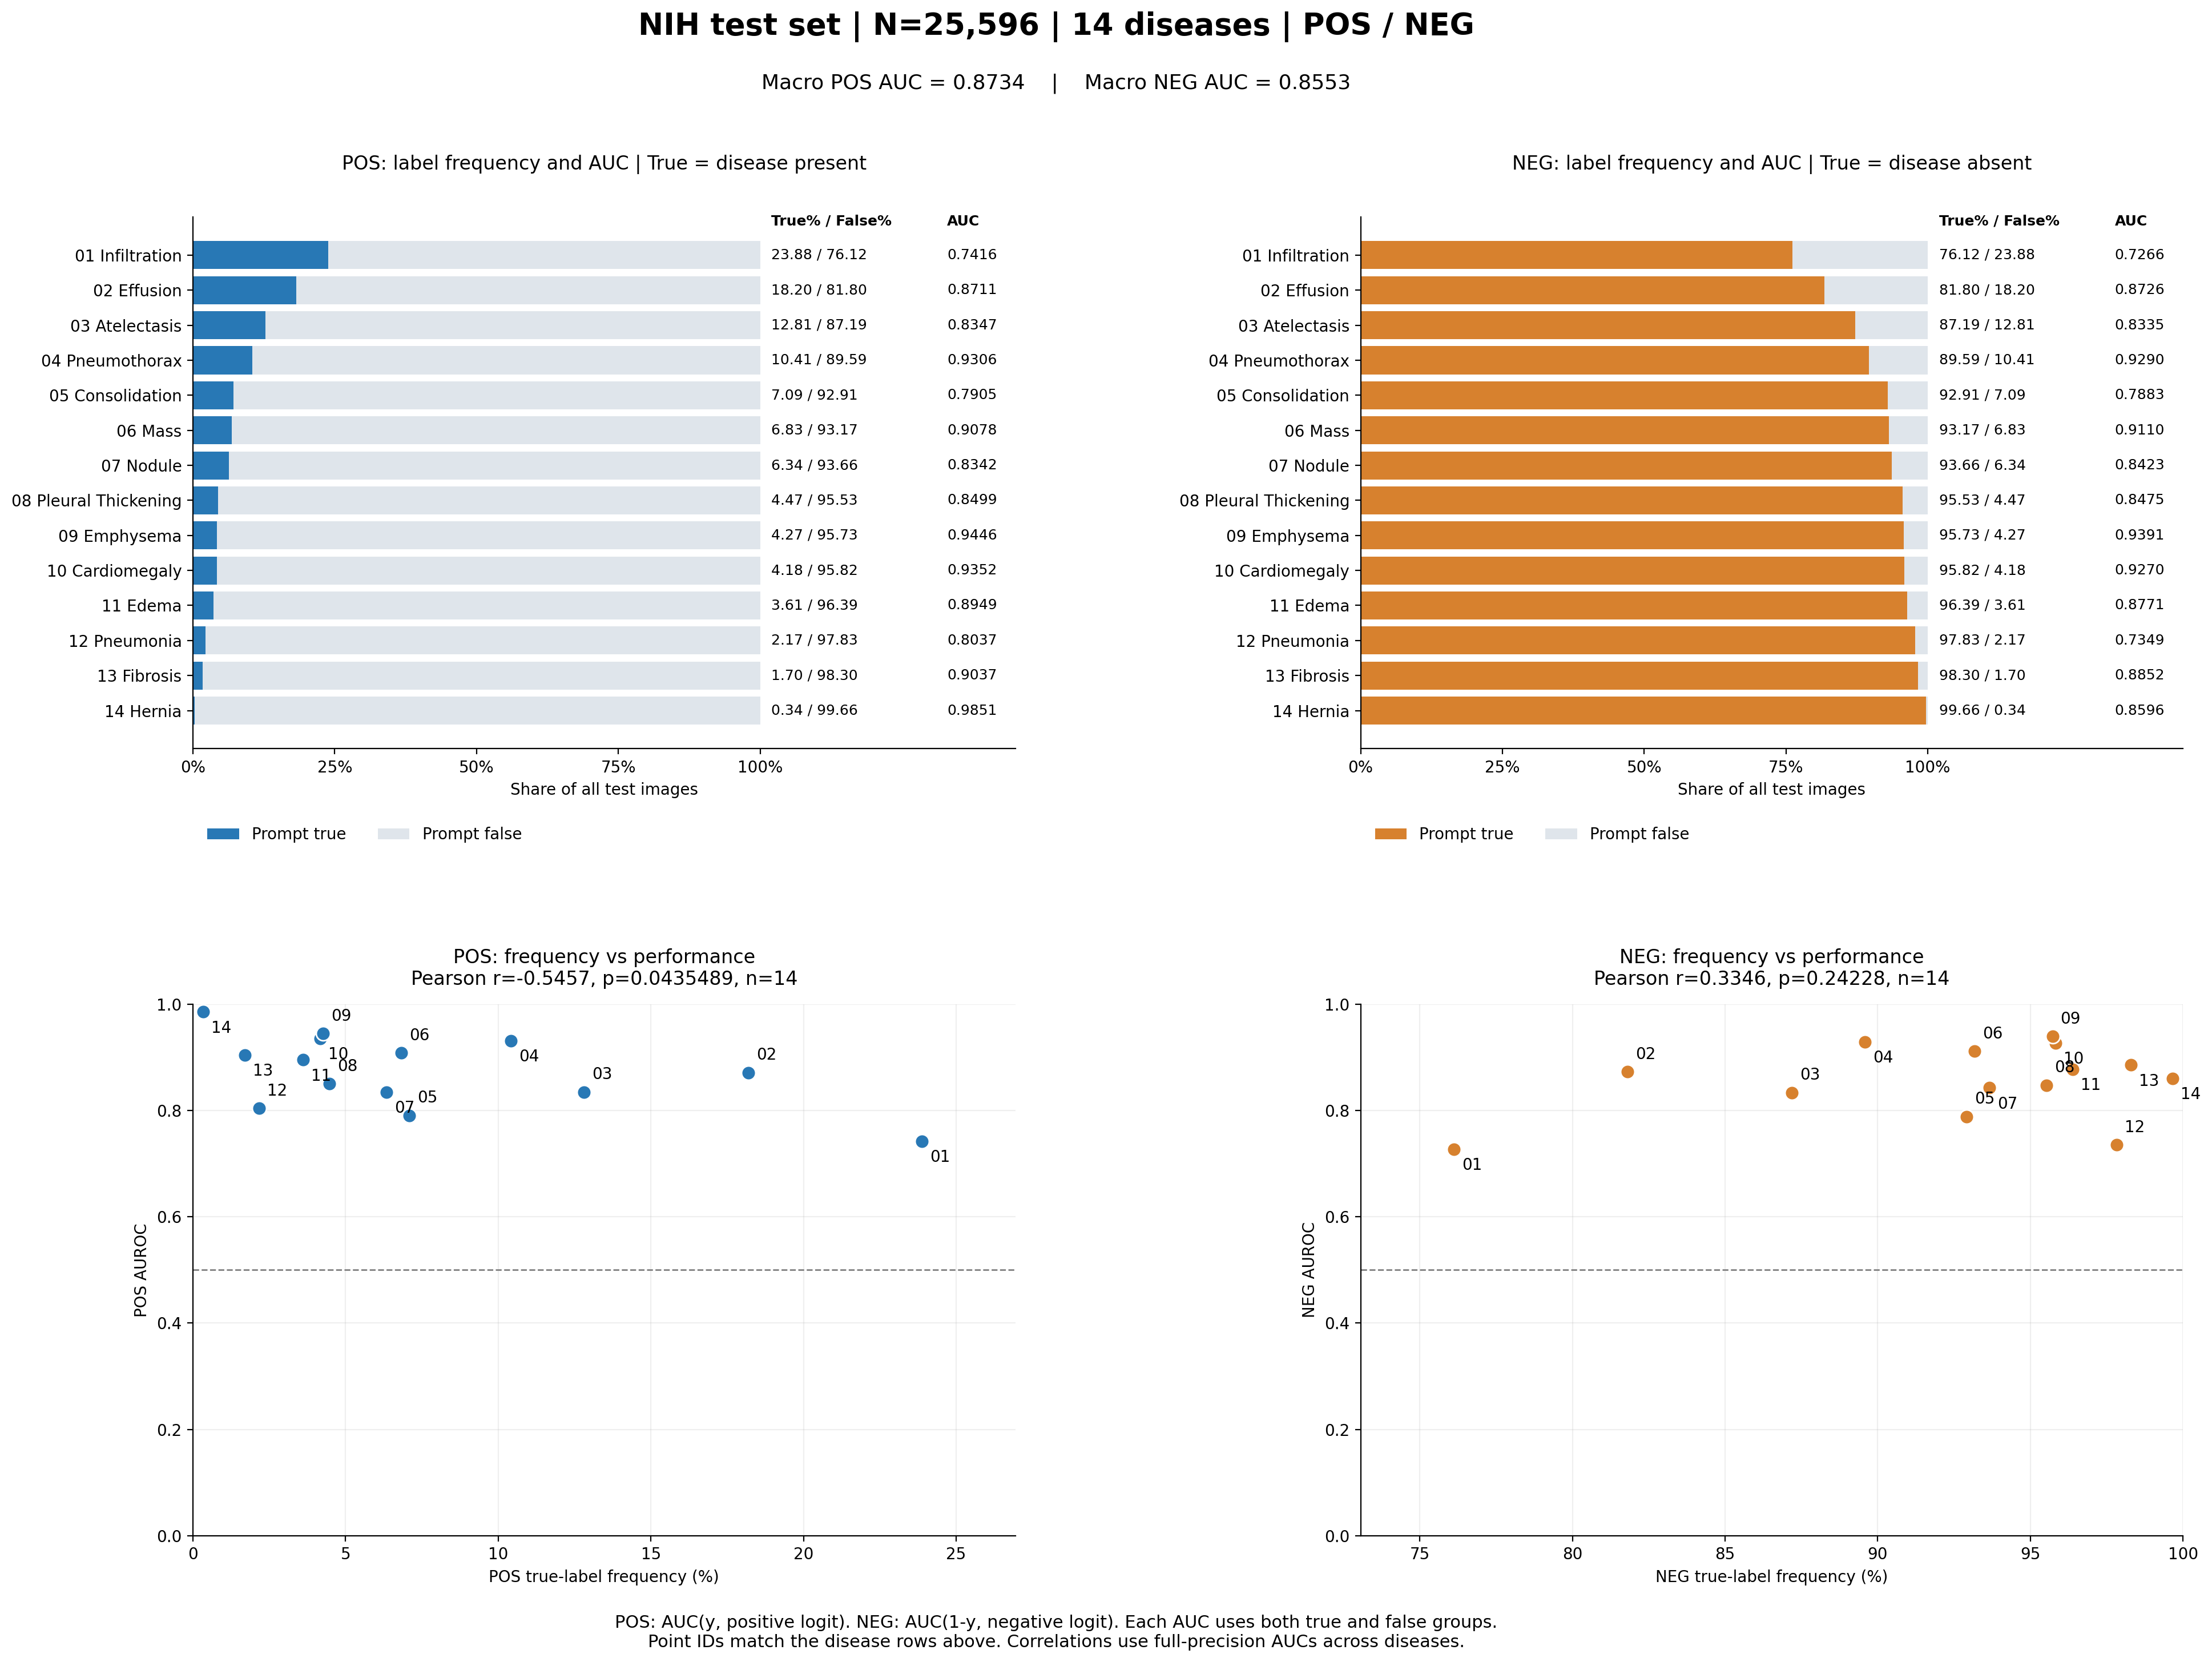 NIH test set | N=25,596 | 14 diseases | POS / NEG
Macro POS AUC = 0.8734 | Macro NEG AUC = 0.8553
POS: label frequency and AUC | True = disease present
True% / False% AUC
01 Infiltration 23.88 / 76.12 0.7416
02 Effusion 18.20 / 81.80 0.8711
03 Atelectasis 12.81 / 87.19 0.8347
04 Pneumothorax 10.41 / 89.59 0.9306
05 Consolidation 7.09 / 92.91 0.7905
06 Mass 6.83 / 93.17 0.9078
07 Nodule 6.34 / 93.66 0.8342
08 Pleural Thickening 4.47 / 95.53 0.8499
09 Emphysema 4.27 / 95.73 0.9446
10 Cardiomegaly 4.18 / 95.82 0.9352
11 Edema 3.61 / 96.39 0.8949
12 Pneumonia 2.17 / 97.83 0.8037
13 Fibrosis 1.70 / 98.30 0.9037
14 Hernia 0.34 / 99.66 0.9851
0% 25% 50% 75% 100%
Share of all test images
Prompt true Prompt false
NEG: label frequency and AUC | True = disease absent
True% / False% AUC
01 Infiltration 76.12 / 23.88 0.7266
02 Effusion 81.80 / 18.20 0.8726
03 Atelectasis 87.19 / 12.81 0.8335
04 Pneumothorax 89.59 / 10.41 0.9290
05 Consolidation 92.91 / 7.09 0.7883
06 Mass 93.17 / 6.83 0.9110
07 Nodule 93.66 / 6.34 0.8423
08 Pleural Thickening 95.53 / 4.47 0.8475
09 Emphysema 95.73 / 4.27 0.9391
10 Cardiomegaly 95.82 / 4.18 0.9270
11 Edema 96.39 / 3.61 0.8771
12 Pneumonia 97.83 / 2.17 0.7349
13 Fibrosis 98.30 / 1.70 0.8852
14 Hernia 99.66 / 0.34 0.8596
0% 25% 50% 75% 100%
Share of all test images
Prompt true Prompt false
POS: frequency vs performance
Pearson r=-0.5457, p=0.0435489, n=14
POS AUROC
1.0
0.8
0.6
0.4
0.2
0.0
14
09
06
04
02
10
13
08
11
03
12
05
07
01
0 5 10 15 20 25
POS true-label frequency (%)
NEG: frequency vs performance
Pearson r=0.3346, p=0.24228, n=14
NEG AUROC
1.0
0.8
0.6
0.4
0.2
0.0
09
06
02
04
10
08
03
13
11
14
05
07
12
01
75 80 85 90 95 100
NEG true-label frequency (%)
POS: AUC(y, positive logit). NEG: AUC(1-y, negative logit). Each AUC uses both true and false groups.
Point IDs match the disease rows above. Correlations use full-precision AUCs across diseases.